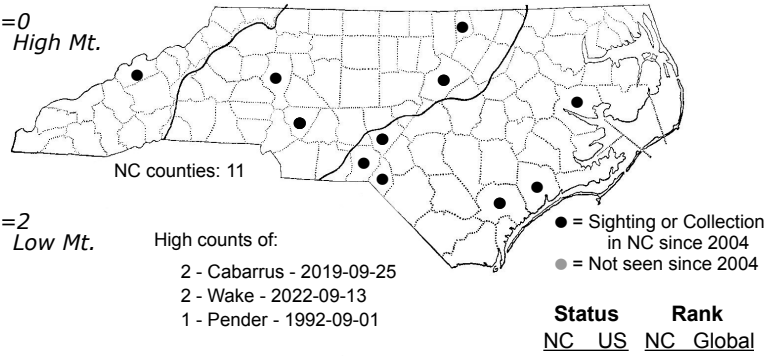 =0
High Mt.
NC counties: 11
=2
Low Mt.
High counts of:
2 - Cabarrus - 2019-09-25
2 - Wake - 2022-09-13
1 - Pender - 1992-09-01
= Sighting or Collection
in NC since 2004
= Not seen since 2004
Status Rank
NC US NC Global